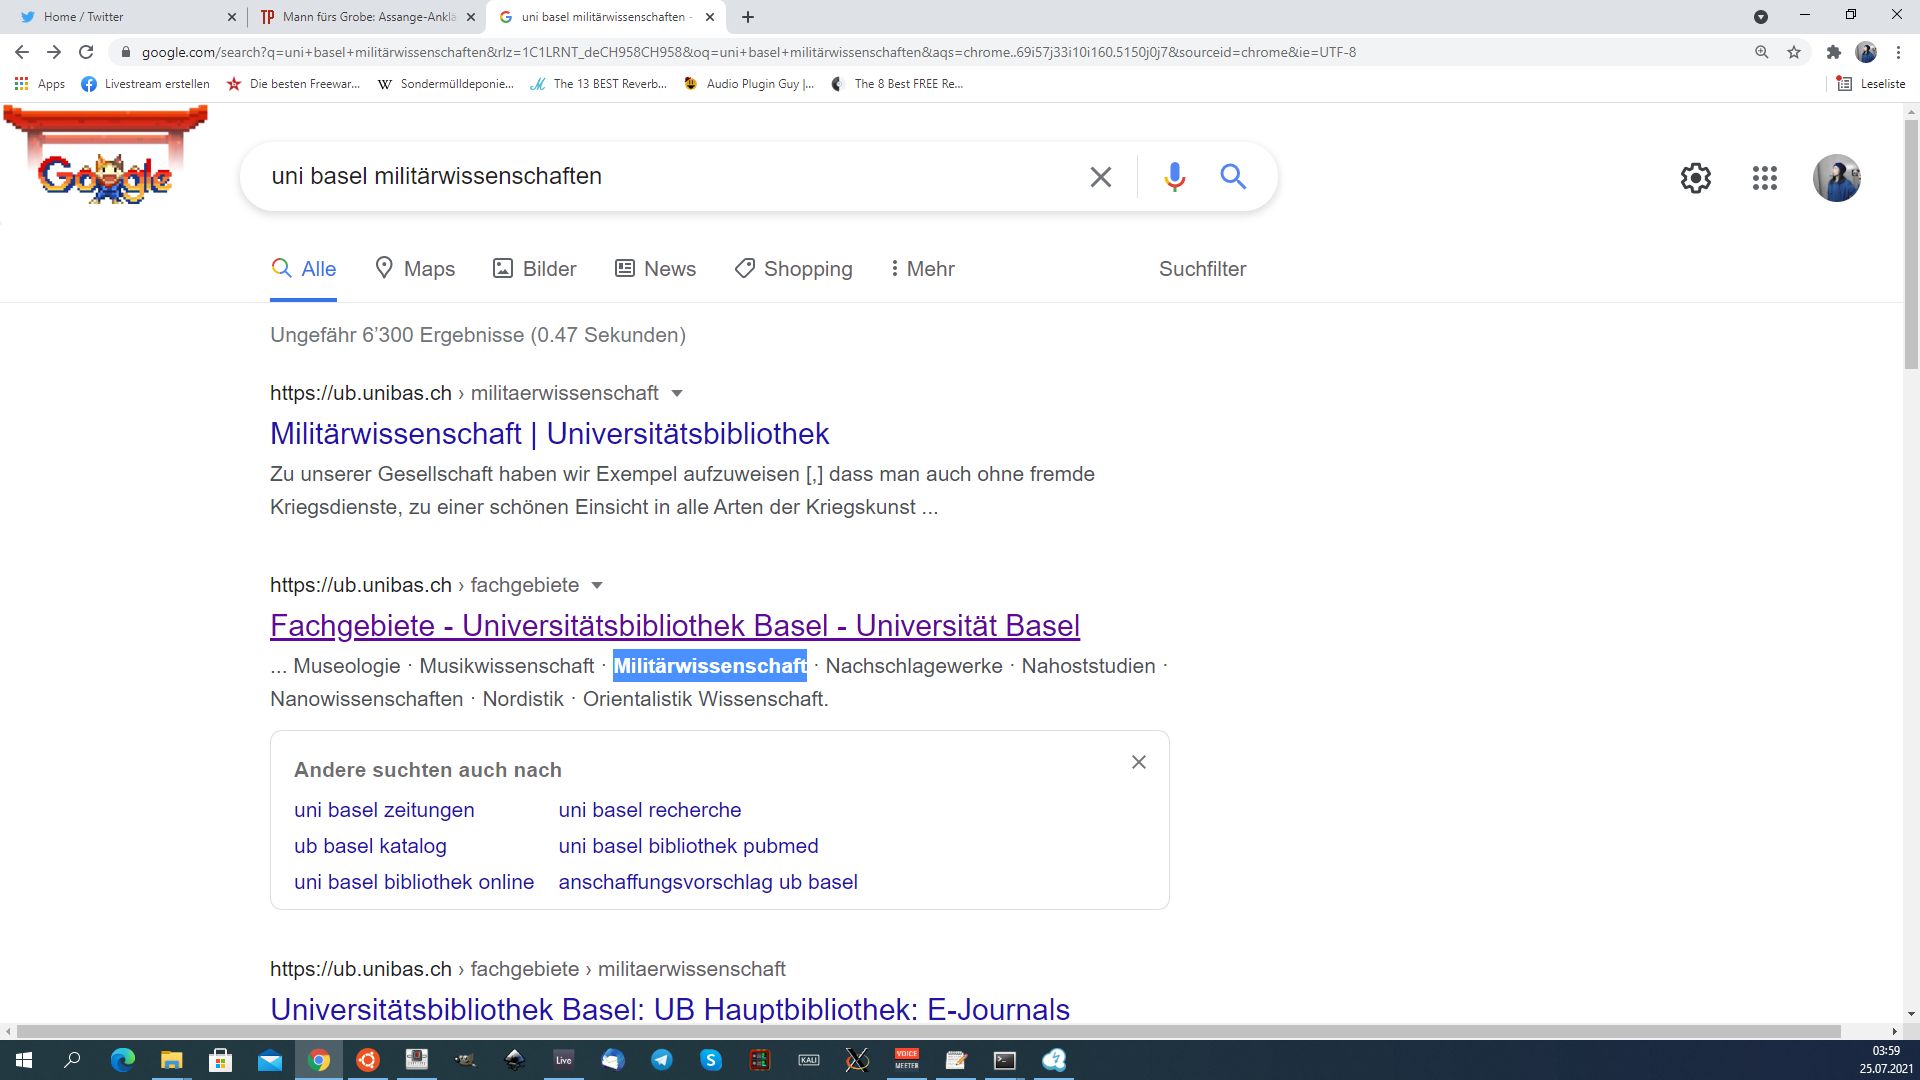 Home / Twitter
Mann fürs Grobe: Assange-Anklä
uni basel militärwissenschaften -
google.com/search?q=uni+basel+militärwissenschaften&rlz=1C1LRNT_deCH958CH958&oq=uni+basel+militärwissenschaften&aqs=chrome..69i57j33i10i160.5150j0j7&sourceid=chrome&ie=UTF-8
Apps
Livestream erstellen
Die besten Freewar...
Sondermülldeponie...
The 13 BEST Reverb...
Audio Plugin Guy |...
The 8 Best FREE Re...
Leseliste
Google
uni basel militärwissenschaften
Alle
Maps
Bilder
News
Shopping
Mehr
Suchfilter
Ungefähr 6’300 Ergebnisse (0.47 Sekunden)
https://ub.unibas.ch › militaerwissenschaft
Militärwissenschaft | Universitätsbibliothek
Zu unserer Gesellschaft haben wir Exempel aufzuweisen [,] dass man auch ohne fremde
Kriegsdienste, zu einer schönen Einsicht in alle Arten der Kriegskunst ...
https://ub.unibas.ch › fachgebiete
Fachgebiete - Universitätsbibliothek Basel - Universität Basel
... Museologie · Musikwissenschaft · Militärwissenschaft · Nachschlagewerke · Nahoststudien ·
Nanowissenschaften · Nordistik · Orientalistik Wissenschaft.
Andere suchten auch nach
uni basel zeitungen
uni basel recherche
ub basel katalog
uni basel bibliothek pubmed
uni basel bibliothek online
anschaffungsvorschlag ub basel
https://ub.unibas.ch › fachgebiete › militaerwissenschaft
Universitätsbibliothek Basel: UB Hauptbibliothek: E-Journals
Live
KALI
VOICE
MEETER
03:59
25.07.2021